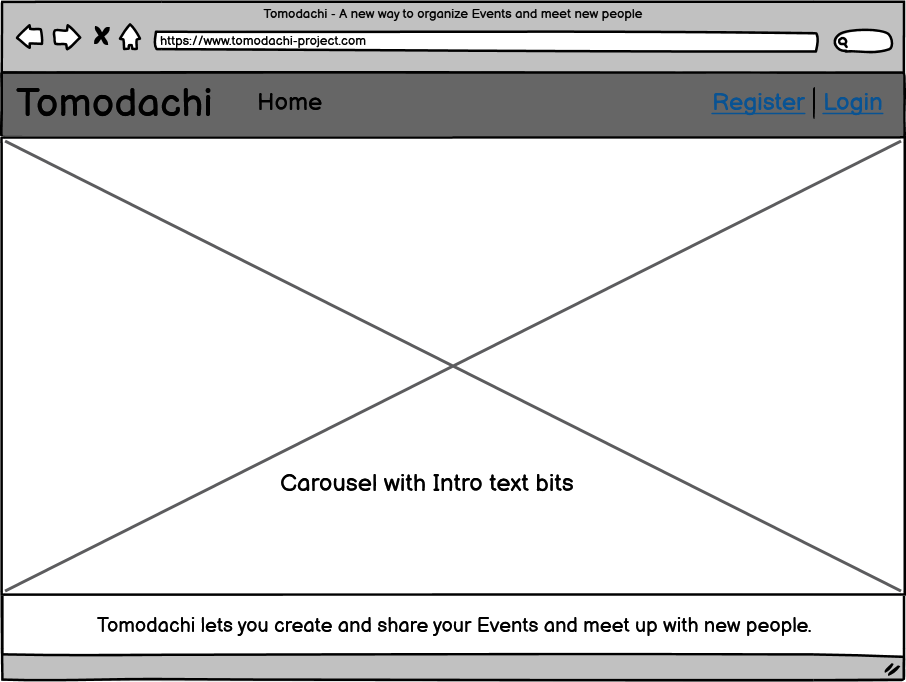 Tomodachi - A new way to organize Events and meet new people
https://www.tomodachi-project.com
Tomodachi Home Register | Login
Carousel with Intro text bits
Tomodachi lets you create and share your Events and meet up with new people.